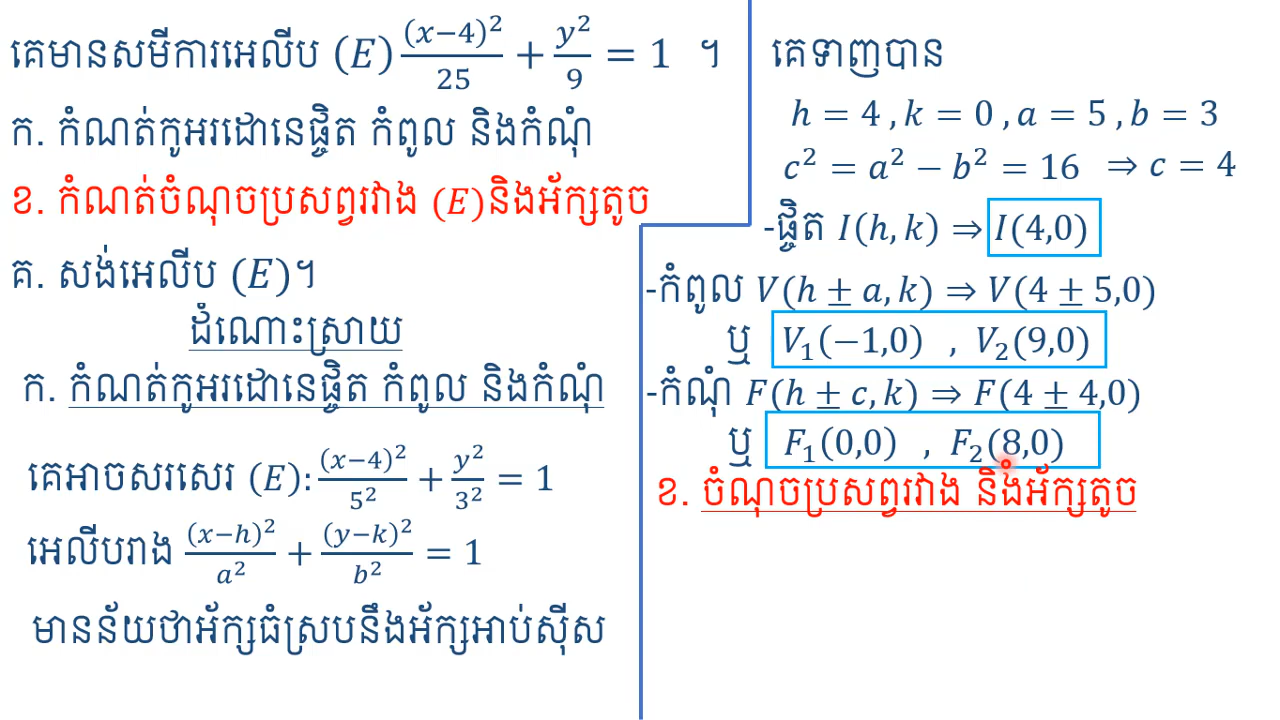 គេមានសមីការអេលីប (E) (x−4)²/25 + y²/9 = 1 ។
ក. កំណត់កូអរដោនេផ្ចិត កំពូល និងកំណុំ
ខ. កំណត់ចំណុចប្រសព្វរវាង (E)និងអ័ក្សតូច
គ. សង់អេលីប (E)។
ដំណោះស្រាយ
ក. កំណត់កូអរដោនេផ្ចិត កំពូល និងកំណុំ
គេអាចសរសេរ (E): (x−4)²/5² + y²/3² = 1
អេលីបរាង (x−h)²/a² + (y−k)²/b² = 1
មានន័យថាអ័ក្សធំស្របនឹងអ័ក្សអាប់ស៊ីស
គេទាញបាន
h = 4 , k = 0 , a = 5 , b = 3
c² = a² − b² = 16 ⇒ c = 4
-ផ្ចិត I(h, k) ⇒ I(4,0)
-កំពូល V(h ± a, k) ⇒ V(4 ± 5,0)
ឬ V₁(−1,0) , V₂(9,0)
-កំណុំ F(h ± c, k) ⇒ F(4 ± 4,0)
ឬ F₁(0,0) , F₂(8,0)
ខ. ចំណុចប្រសព្វរវាង និងអ័ក្សតូច